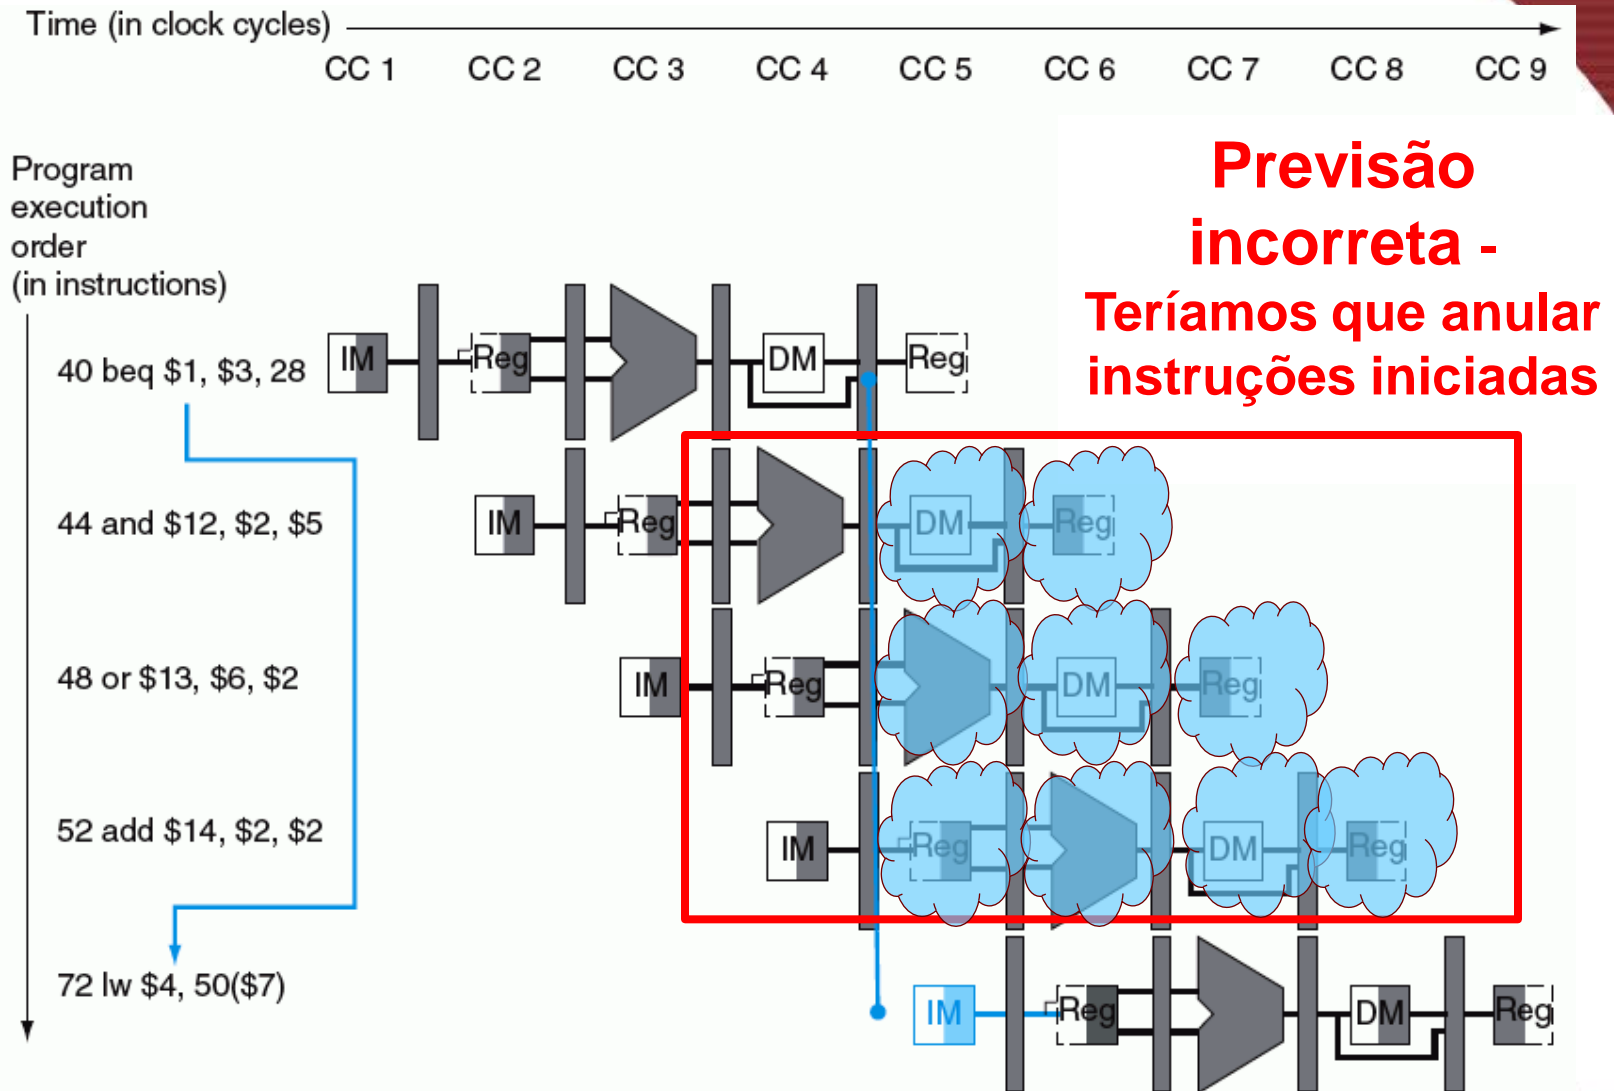 Time (in clock cycles)
CC 1 CC 2 CC 3 CC 4 CC 5 CC 6 CC 7 CC 8 CC 9
Previsão
incorreta -
Teríamos que anular
instruções iniciadas
Program
execution
order
(in instructions)
40 beq $1, $3, 28
IM Reg DM Reg
44 and $12, $2, $5
IM Reg DM Reg
48 or $13, $6, $2
IM Reg DM Reg
52 add $14, $2, $2
IM Reg DM Reg
72 lw $4, 50($7)
IM Reg DM Reg